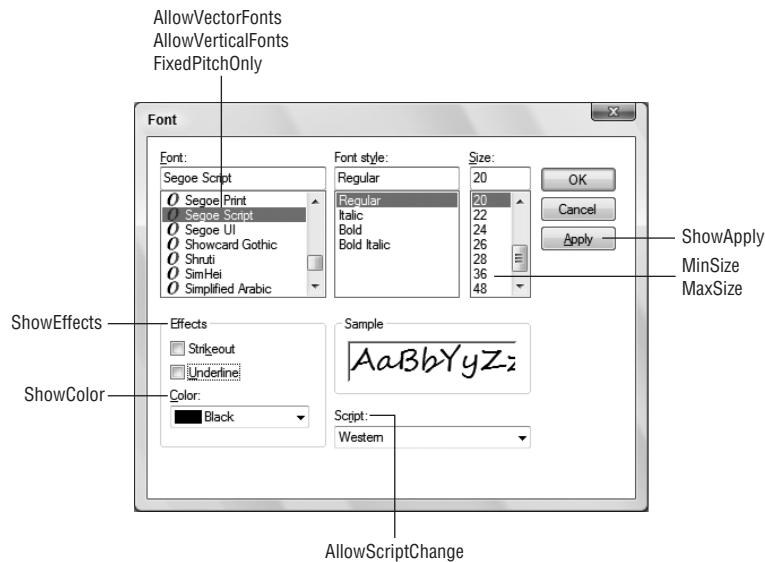 AllowVectorFonts
AllowVerticalFonts
FixedPitchOnly
Font
Font:
Font style:
Size:
Segoe Script
Regular
20
OK
Segoe Print
Segoe Script
Segoe UI
Showcard Gothic
Shruti
SimHei
Simplified Arabic
Regular
Italic
Bold
Bold Italic
20
22
24
26
28
36
48
Cancel
Apply
ShowApply
MinSize
MaxSize
ShowEffects
Effects
Strikeout
Underline
ShowColor
Color:
Black
Sample
AaBbYyZz
Script:
Western
AllowScriptChange